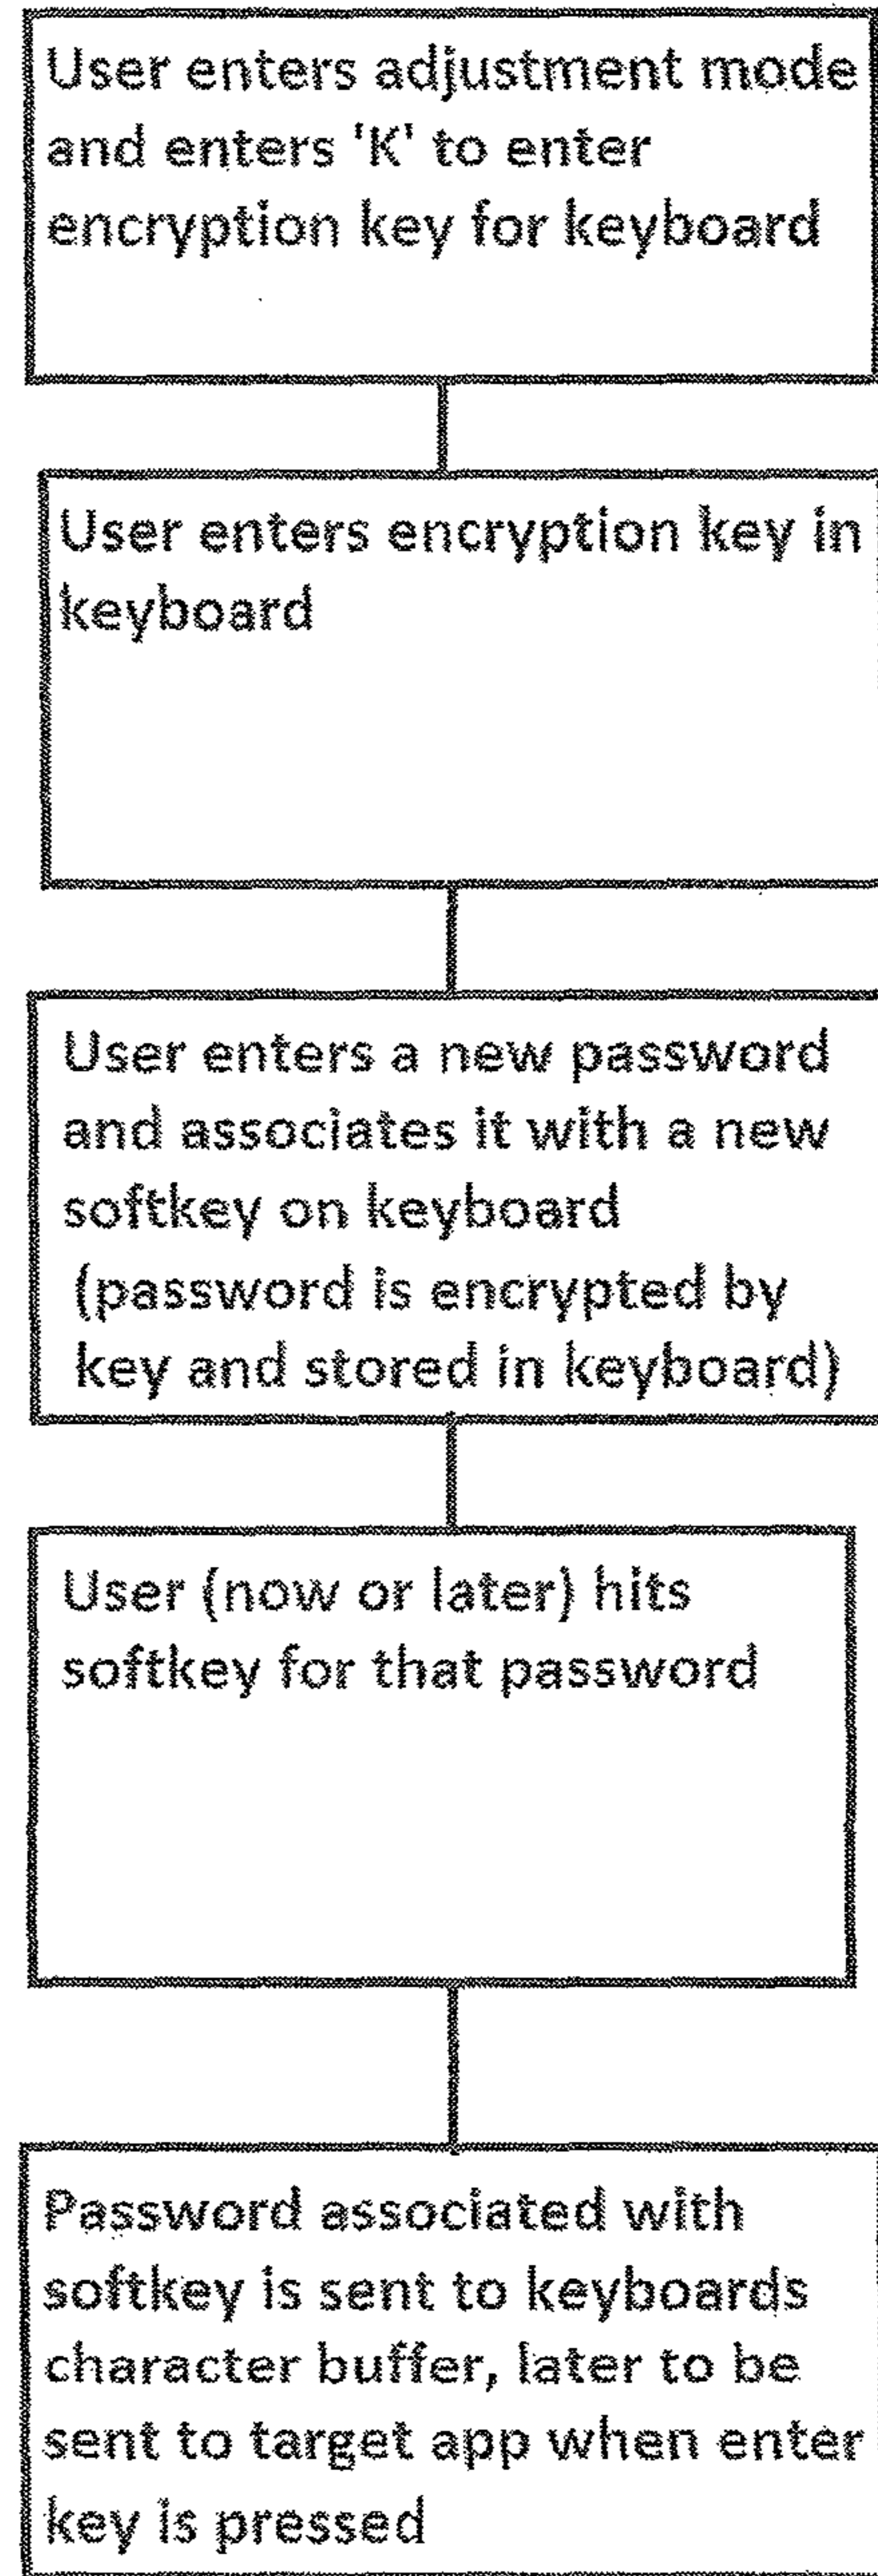 User enters adjustment mode
and enters 'K' to enter
encryption key for keyboard
User enters encryption key in
keyboard
User enters a new password
and associates it with a new
softkey on keyboard
(password is encrypted by
key and stored in keyboard)
User (now or later) hits
softkey for that password
Password associated with
softkey is sent to keyboards
character buffer, later to be
sent to target app when enter
key is pressed